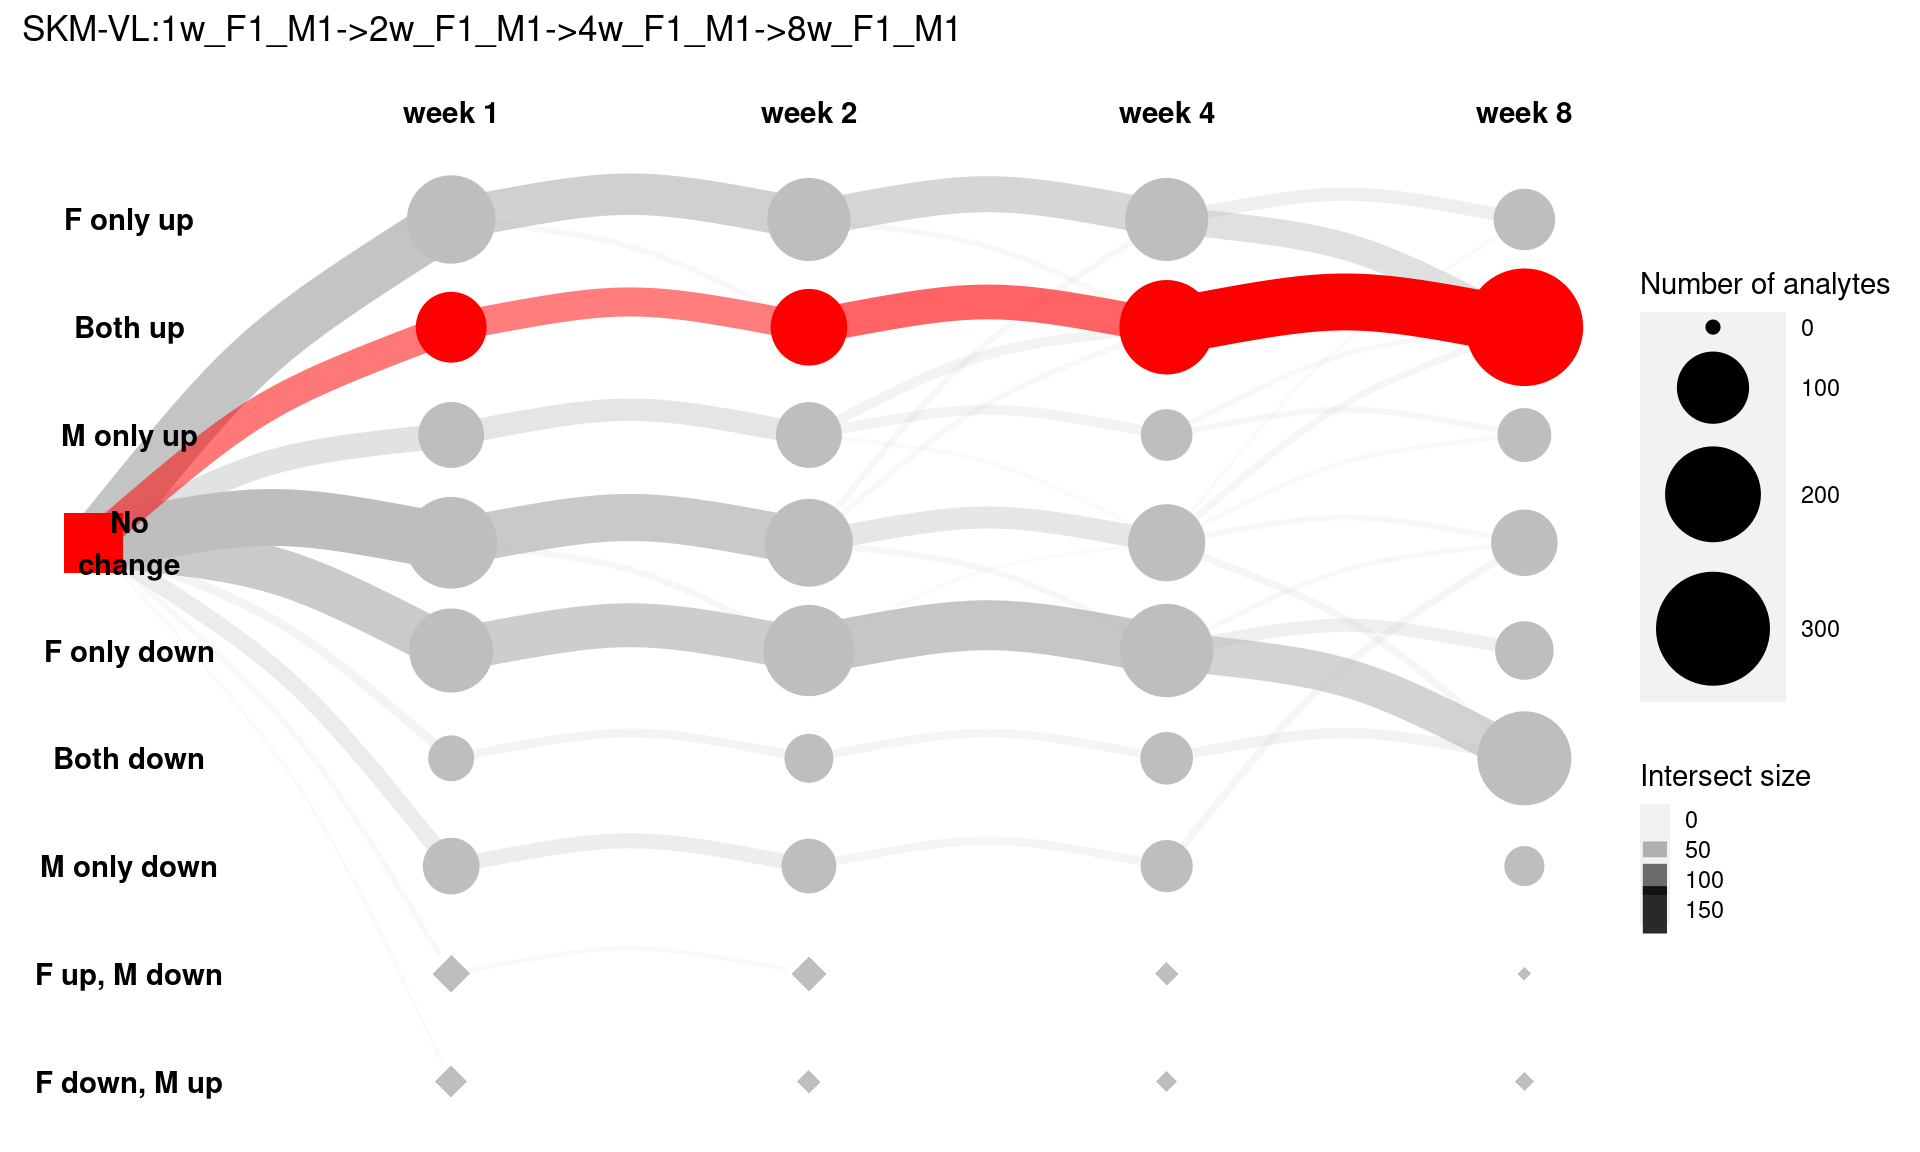 SKM-VL:1w_F1_M1->2w_F1_M1->4w_F1_M1->8w_F1_M1
week 1
week 2
week 4
week 8
F only up
Both up
M only up
No
change
F only down
Both down
M only down
F up, M down
F down, M up
Number of analytes
0
100
200
300
Intersect size
0
50
100
150